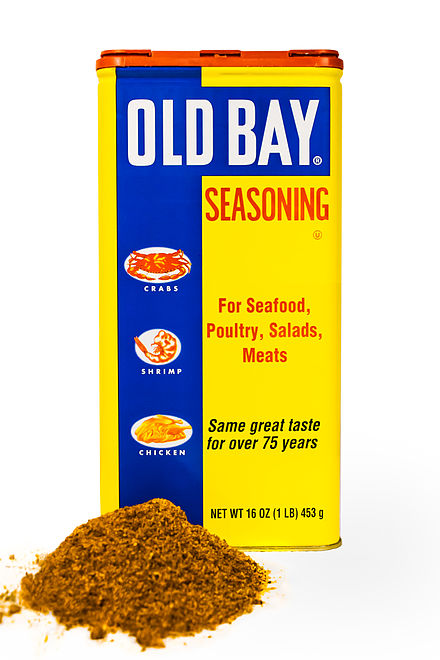 OLD BAY®
SEASONING
U
CRABS
For Seafood,
Poultry, Salads,
Meats
SHRIMP
Same great taste
for over 75 years
CHICKEN
NET WT 16 OZ (1 LB) 453 g